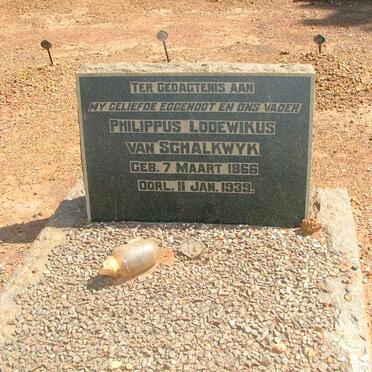 TER GEDAGTENIS AAN
MY GELIEFDE EGGENOOT EN ONS VADER
PHILIPPUS LODEWIKUS
VAN SCHALKWYK
GEB. 7 MAART 1866
OORL. 11 JAN. 1939.